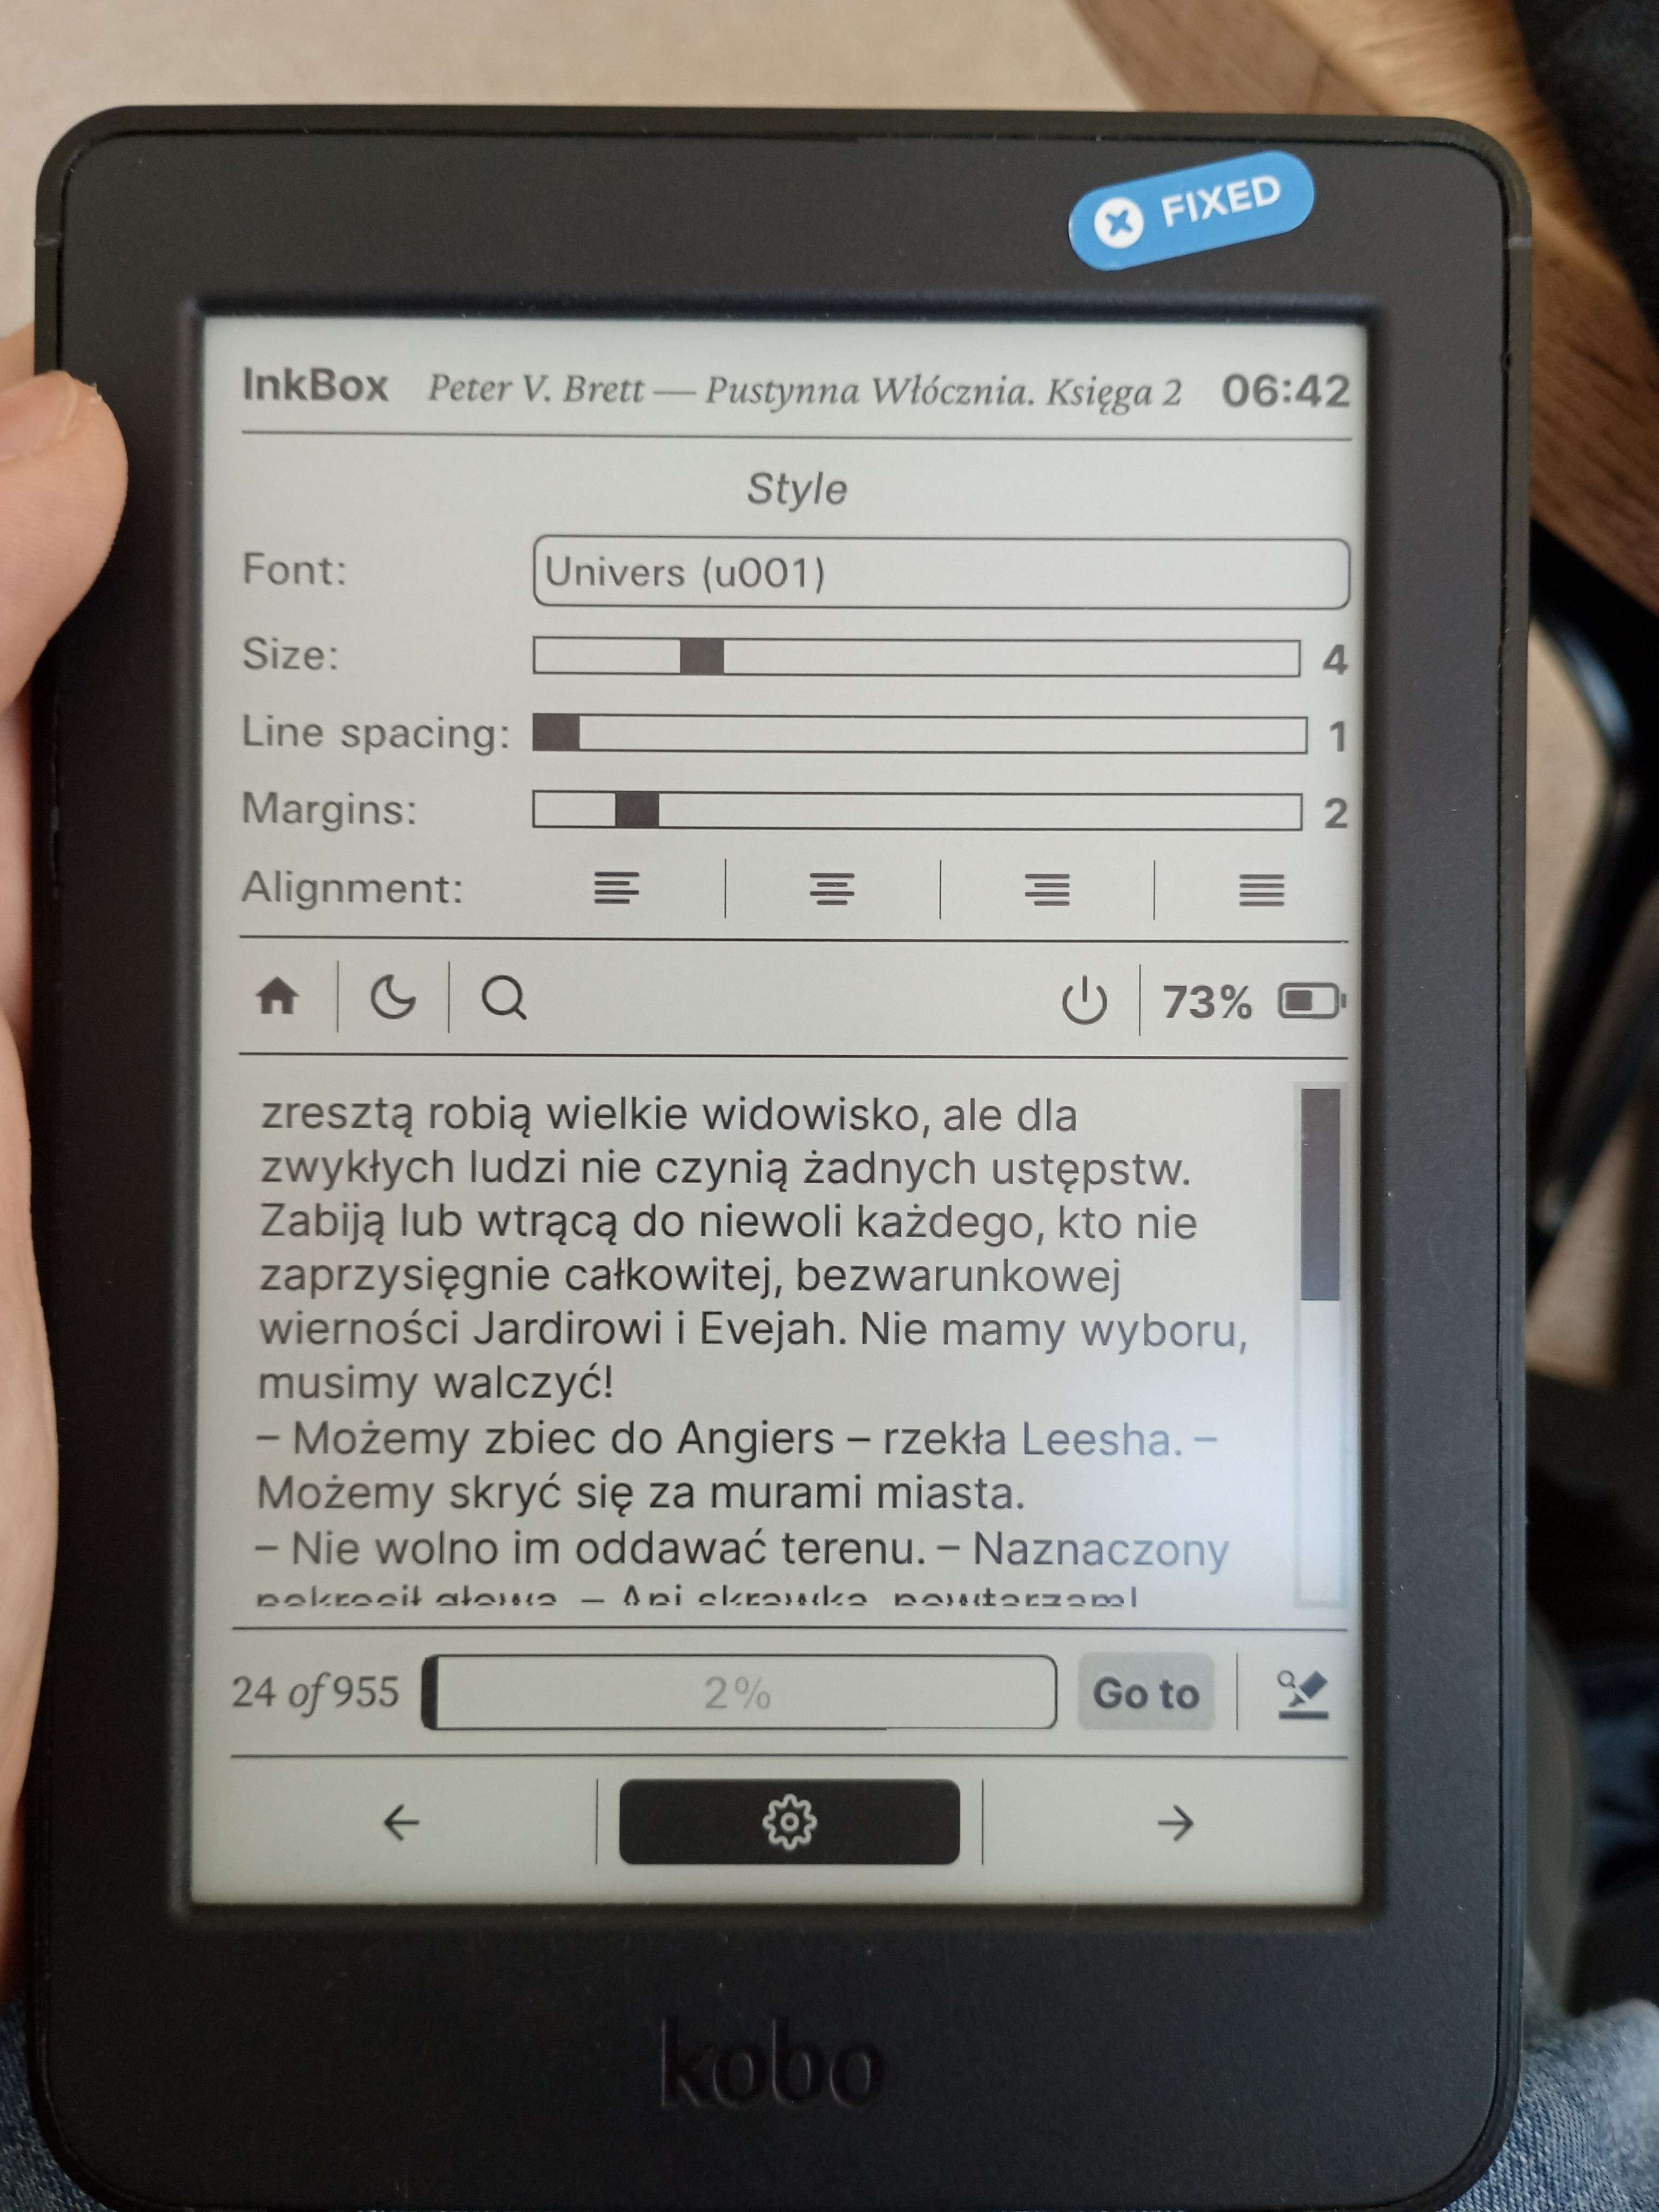 FIXED
InkBox Peter V. Brett — Pustynna Włócznia. Księga 2 06:42
Style
Font: Univers (u001)
Size: 4
Line spacing: 1
Margins: 2
Alignment:
73%
zresztą robią wielkie widowisko, ale dla
zwykłych ludzi nie czynią żadnych ustępstw.
Zabiją lub wtrącą do niewoli każdego, kto nie
zaprzysięgnie całkowitej, bezwarunkowej
wierności Jardirowi i Evejah. Nie mamy wyboru,
musimy walczyć!
– Możemy zbiec do Angiers – rzekła Leesha. –
Możemy skryć się za murami miasta.
– Nie wolno im oddawać terenu. – Naznaczony
24 of 955 2% Go to
kobo